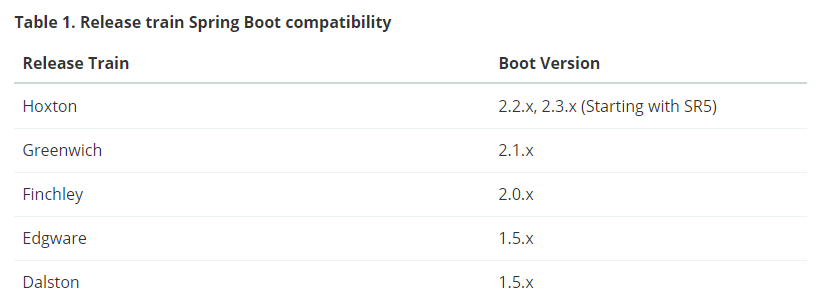 Table 1. Release train Spring Boot compatibility
Release Train Boot Version
Hoxton 2.2.x, 2.3.x (Starting with SR5)
Greenwich 2.1.x
Finchley 2.0.x
Edgware 1.5.x
Dalston 1.5.x